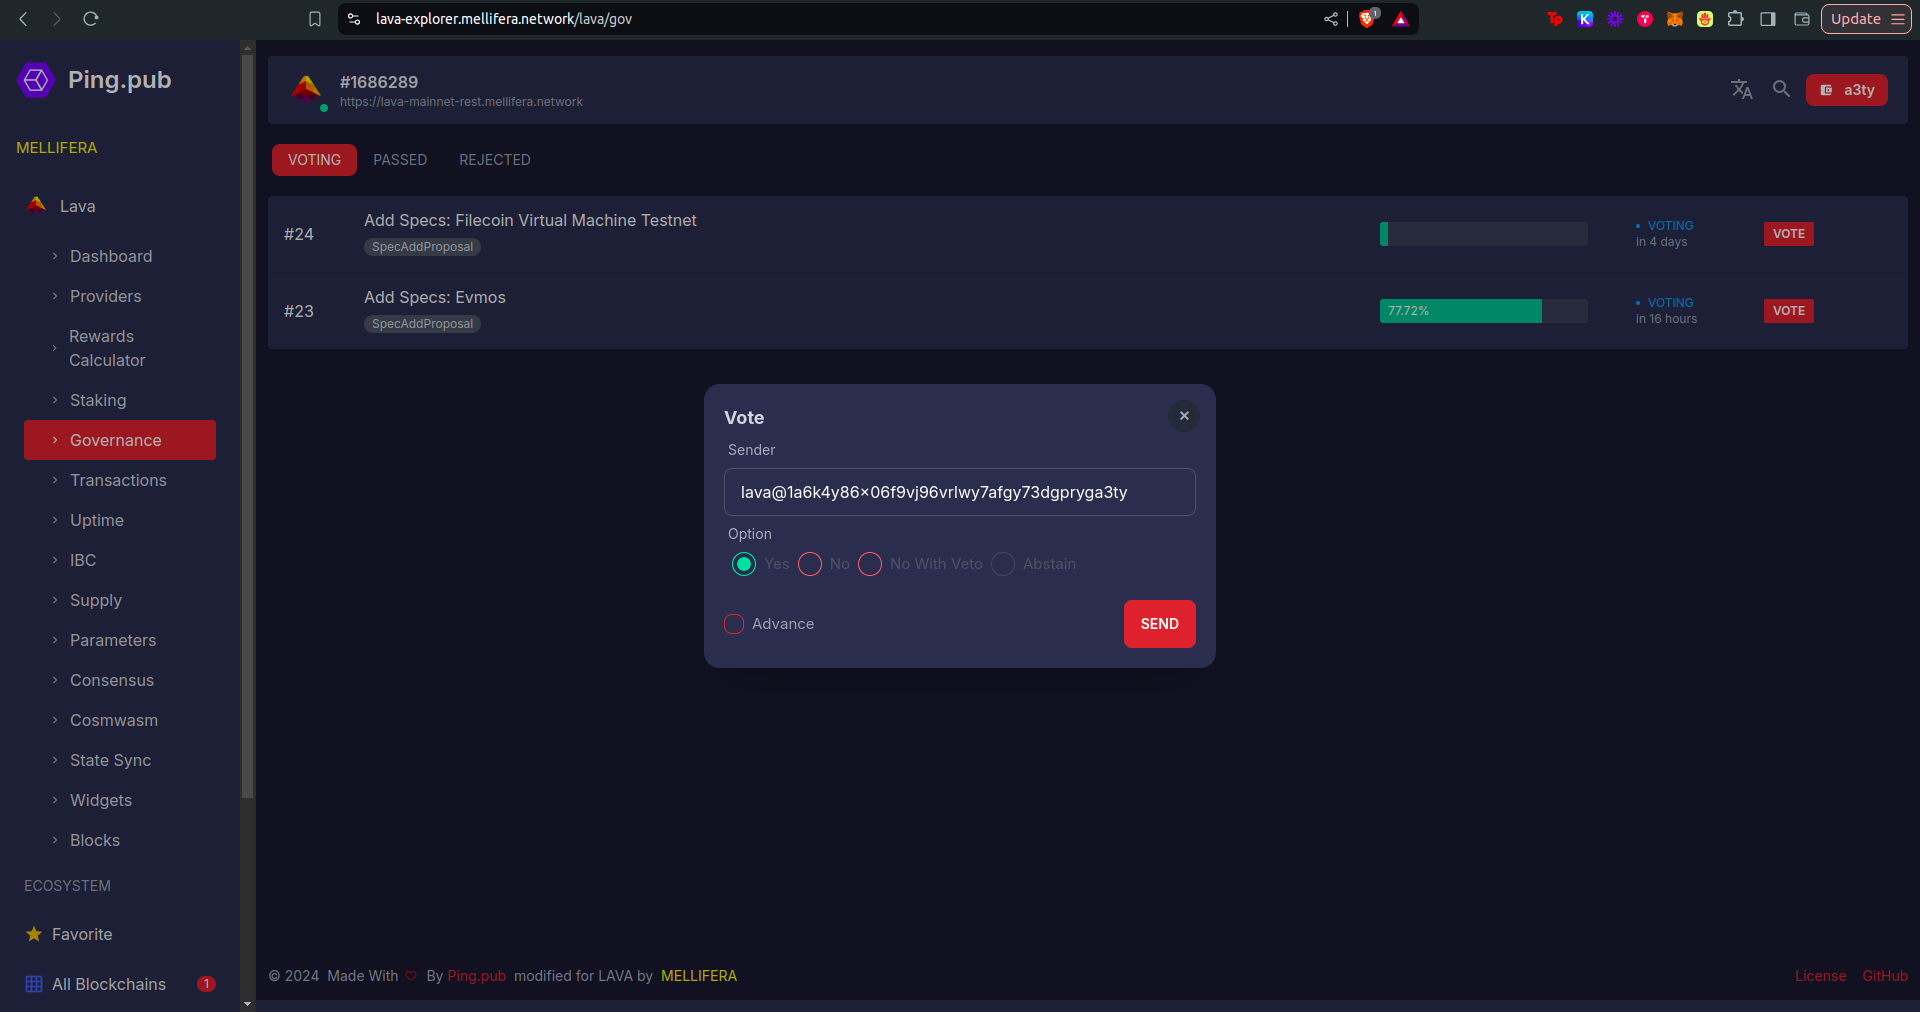 lava-explorer.mellifera.network/lava/gov
1
Update
Ping.pub
MELLIFERA
Lava
Dashboard
Providers
Rewards
Calculator
Staking
Governance
Transactions
Uptime
IBC
Supply
Parameters
Consensus
Cosmwasm
State Sync
Widgets
Blocks
ECOSYSTEM
Favorite
All Blockchains 1
#1686289
https://lava-mainnet-rest.mellifera.network
a3ty
VOTING PASSED REJECTED
#24
Add Specs: Filecoin Virtual Machine Testnet
SpecAddProposal
VOTING
in 4 days
VOTE
#23
Add Specs: Evmos
SpecAddProposal
77.72%
VOTING
in 16 hours
VOTE
Vote
Sender
lava@1a6k4y86x06f9vj96vrlwy7afgy73dgpryga3ty
Option
Yes No No With Veto Abstain
Advance
SEND
© 2024 Made With ♡ By Ping.pub modified for LAVA by MELLIFERA
License GitHub